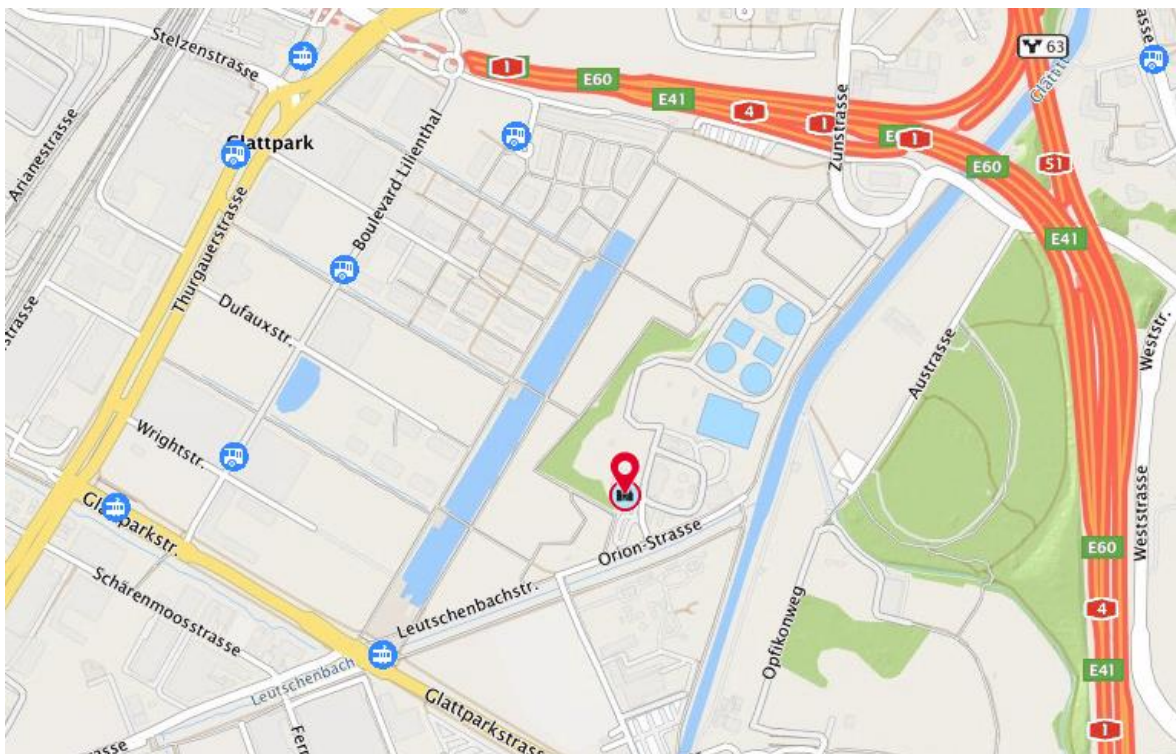 63
Stelzenstrasse
1
E60
E41
4
1
E60
1
E60
51
E41
Glattpark
Arianestrasse
Boulevard Lilienthal
Zunstrasse
Thurgauerstrasse
Dufauxstr.
Wrightstr.
Glattparkstr.
Schärenmoosstrasse
Leutschenbach
Leutschenbachstr.
Orion-Strasse
Glattparkstrasse
Opfikonweg
Austrasse
Weststr.
Weststrasse
E60
4
E41
1